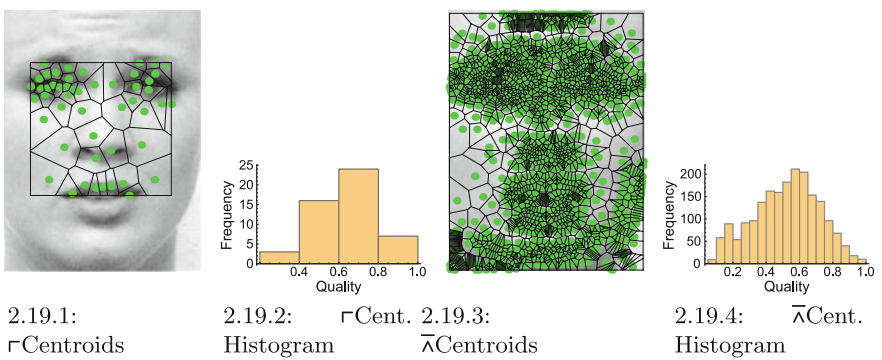 25
20
15
10
5
0
Frequency
0.4 0.6 0.8 1.0
Quality
200
150
100
50
0
Frequency
0.2 0.4 0.6 0.8 1.0
Quality
2.19.1:
⌈Centroids
2.19.2: ⌈Cent.
Histogram
2.19.3:
⊼Centroids
2.19.4: ⊼Cent.
Histogram